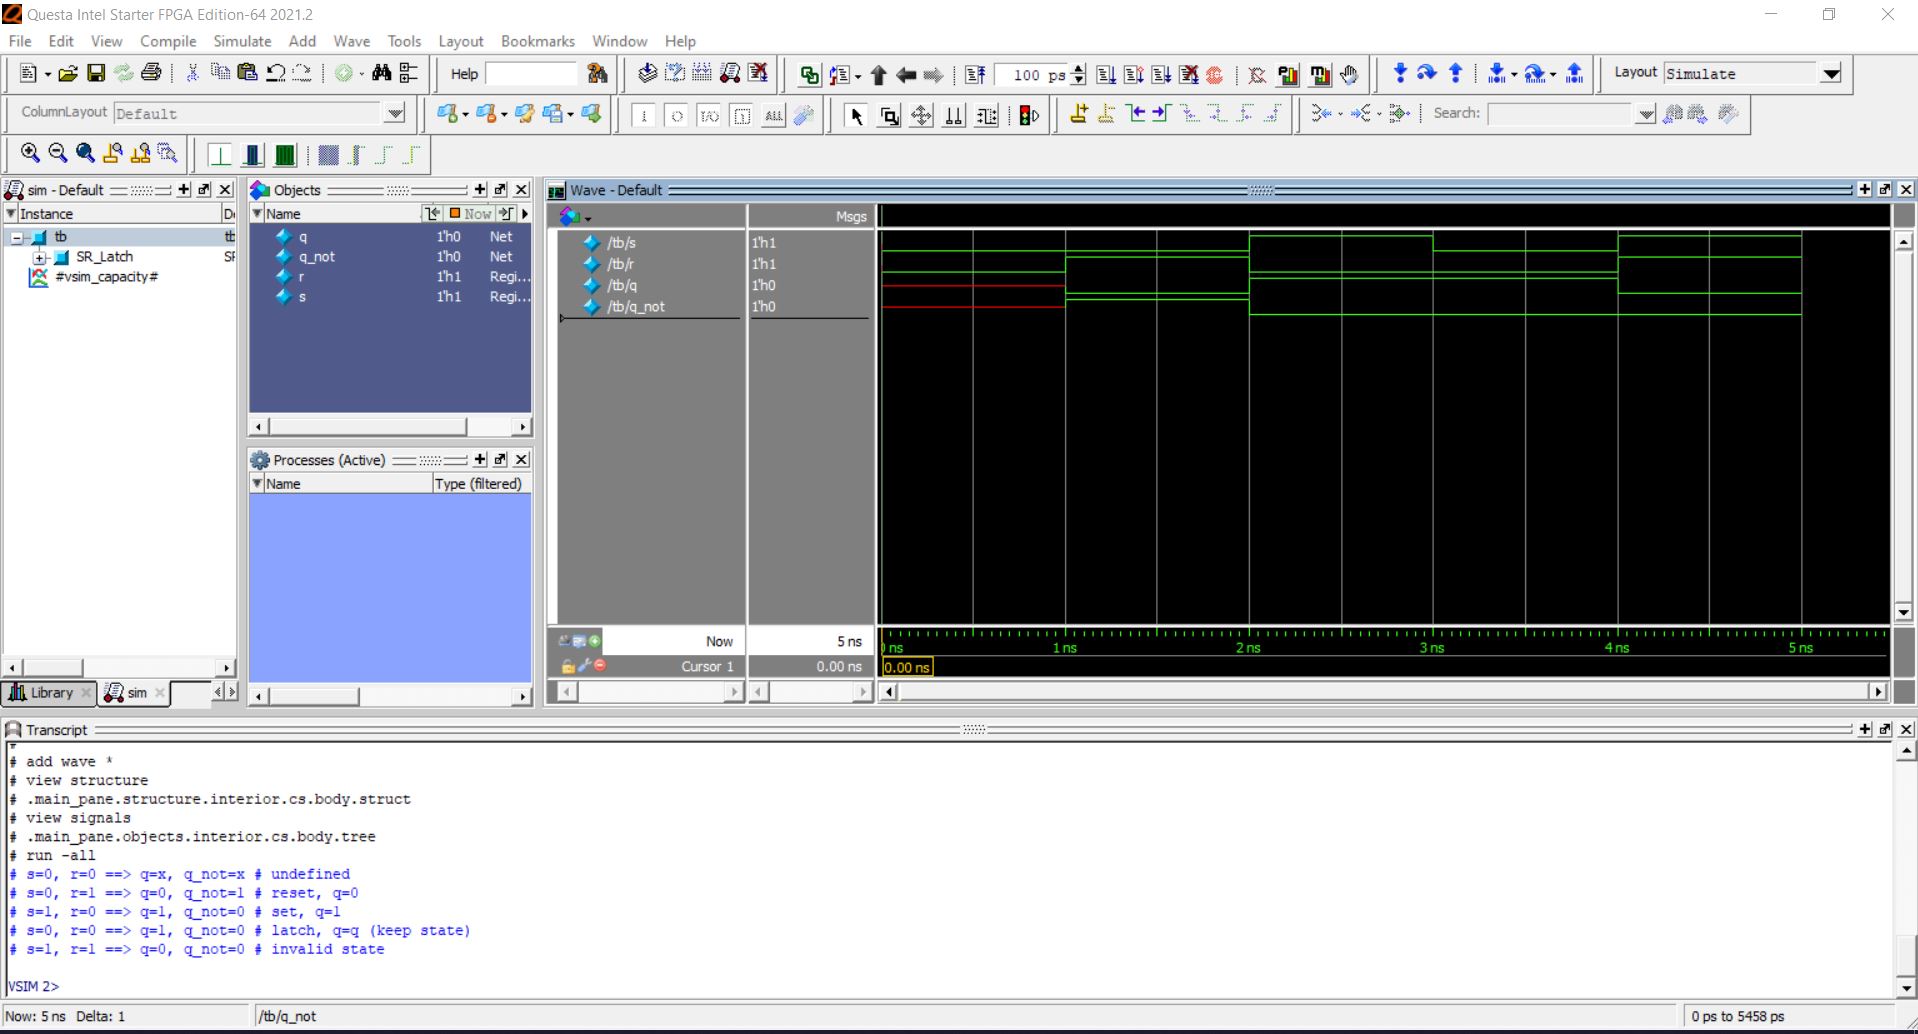 Questa Intel Starter FPGA Edition-64 2021.2
File Edit View Compile Simulate Add Wave Tools Layout Bookmarks Window Help
Help 100 ps Layout Simulate
ColumnLayout Default I/O ALL Search:
sim - Default
Instance
tb tb
SR_Latch
#vsim_capacity#
Library sim
Objects
Name Now
q 1'h0 Net
q_not 1'h0 Net
r 1'h1 Regi...
s 1'h1 Regi...
Processes (Active)
Name Type (filtered)
Wave - Default
Msgs
/tb/s 1'h1
/tb/r 1'h1
/tb/q 1'h0
/tb/q_not 1'h0
Now 5 ns ns 1 ns 2 ns 3 ns 4 ns 5 ns
Cursor 1 0.00 ns 0.00 ns
Transcript
# add wave *
# view structure
# .main_pane.structure.interior.cs.body.struct
# view signals
# .main_pane.objects.interior.cs.body.tree
# run -all
# s=0, r=0 ==> q=x, q_not=x # undefined
# s=0, r=1 ==> q=0, q_not=1 # reset, q=0
# s=1, r=0 ==> q=1, q_not=0 # set, q=1
# s=0, r=0 ==> q=1, q_not=0 # latch, q=q (keep state)
# s=1, r=1 ==> q=0, q_not=0 # invalid state
VSIM 2>
Now: 5 ns Delta: 1 /tb/q_not 0 ps to 5458 ps